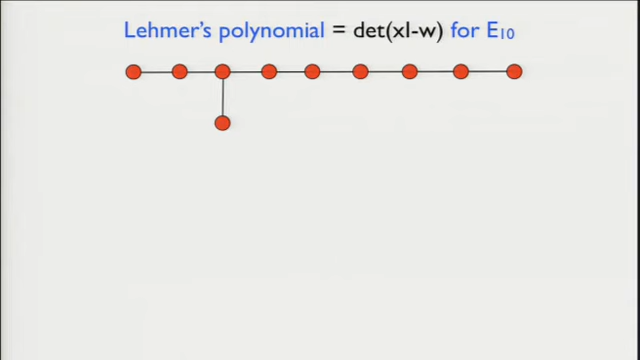 Lehmer's polynomial = det(xI-w) for E₁₀